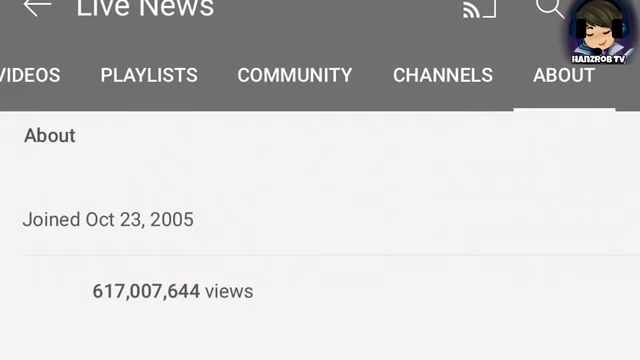 Live News
HANZROB TV
VIDEOS PLAYLISTS COMMUNITY CHANNELS ABOUT
About
Joined Oct 23, 2005
617,007,644 views